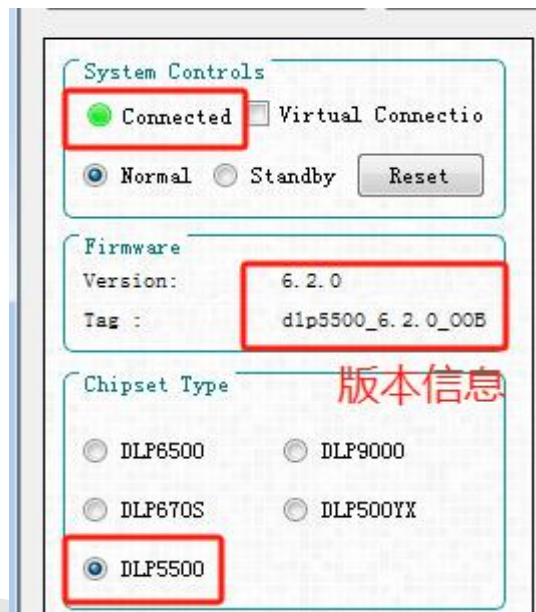 System Controls
Connected Virtual Connectio
Normal Standby Reset
Firmware
Version: 6.2.0
Tag : dlp5500_6.2.0_OOB
版本信息
Chipset Type
DLP6500 DLP9000
DLP670S DLP500YX
DLP5500